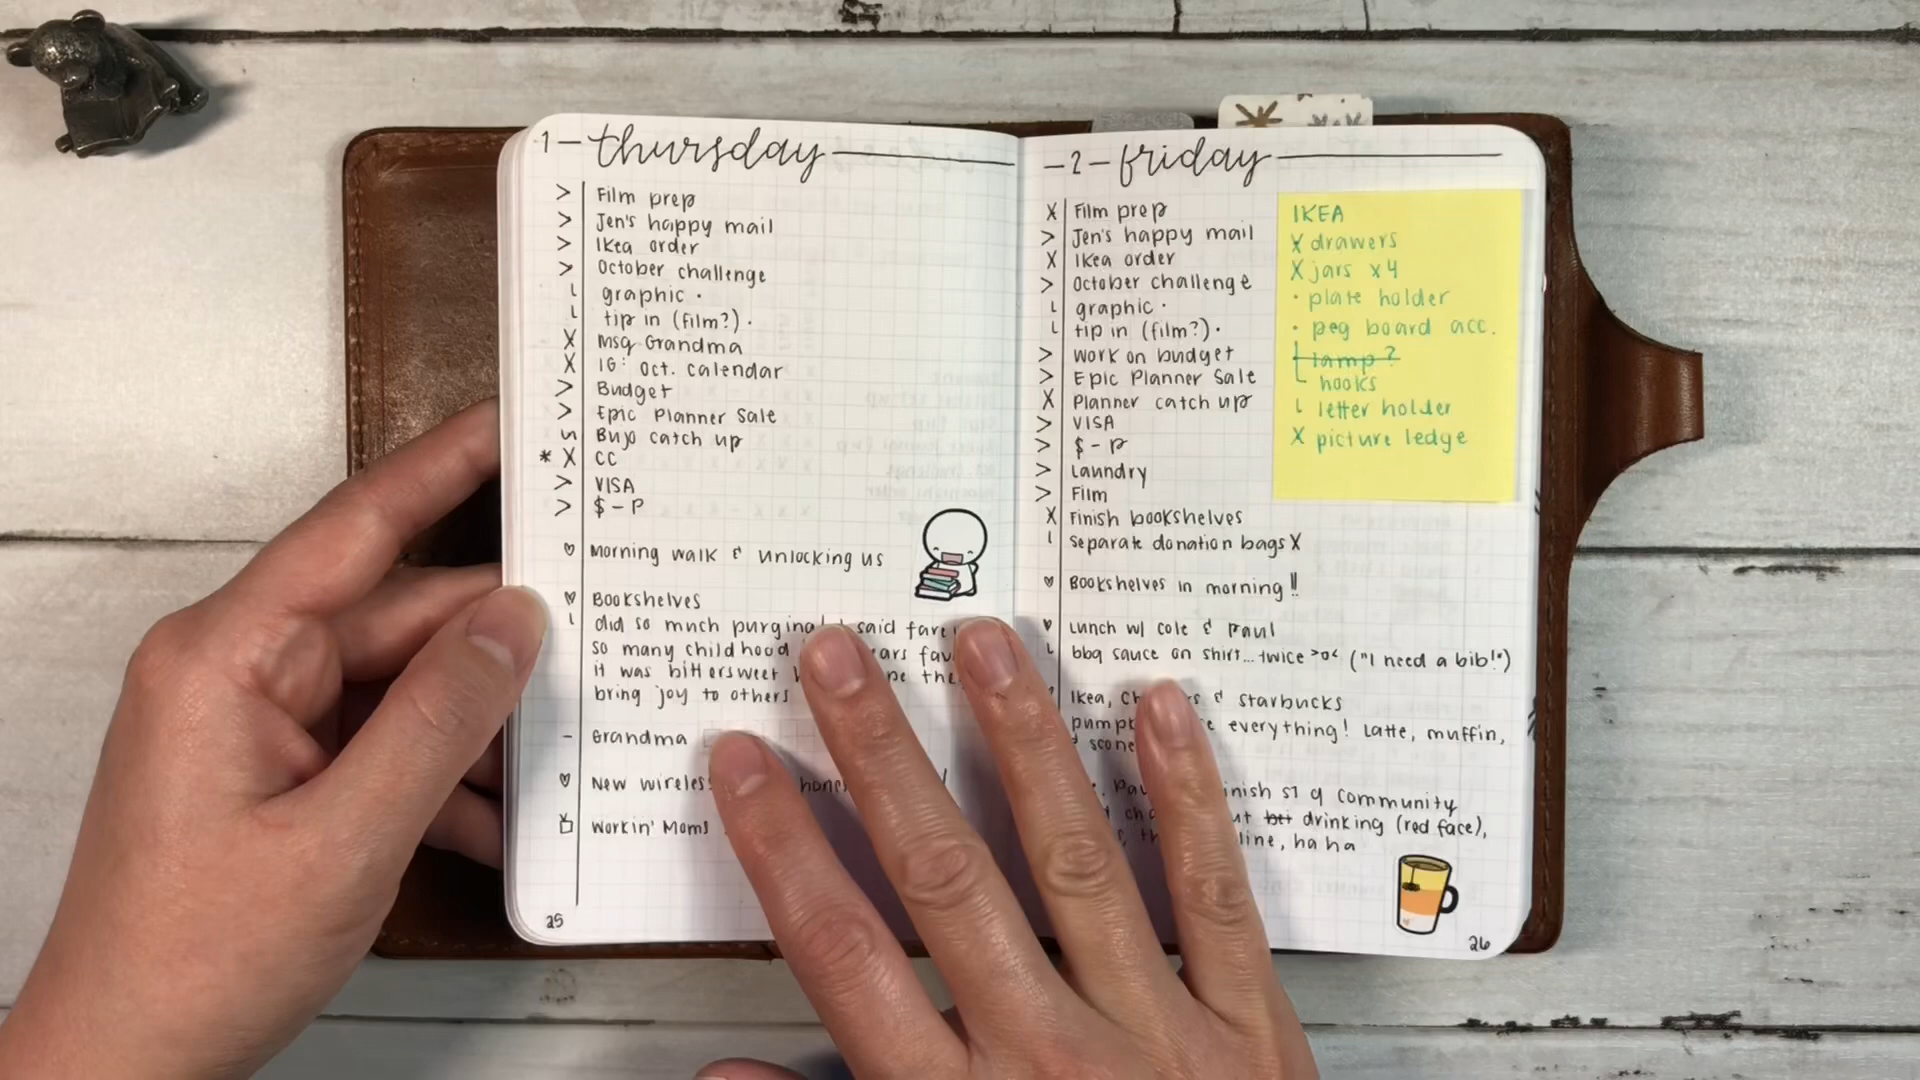 1 - thursday
> Film prep
> Jen's happy mail
> Ikea order
> October challenge
L graphic ·
L tip in (film?) ·
X Msg Grandma
X IG: Oct. calendar
> Budget
> Epic Planner Sale
Bujo catch up
* X CC
> VISA
> $ - P
♡ Morning walk & unlocking us
♡ Bookshelves
L did so much purging I said
so many childhood
it was bittersweet
bring joy to others
- Grandma
♡ New wireless
Workin' Moms
25
- 2 - friday
X Film prep
> Jen's happy mail
X Ikea order
> October challenge
L graphic ·
L tip in (film?) ·
> Work on budget
> Epic Planner Sale
X Planner catch up
> VISA
> $ - P
> Laundry
> Film
X Finish bookshelves
L separate donation bags X
♡ Bookshelves in morning!!
♡ Lunch w/ Cole & Paul
L bbq sauce on shirt... twice >o< ("I need a bib!")
Ikea, & Starbucks
everything! Latte, muffin,
& scone
S1 of Community
drinking (red face),
haha
26
IKEA
X drawers
X jars x4
· plate holder
· peg board acc.
L lamp?
L hooks
L letter holder
X picture ledge